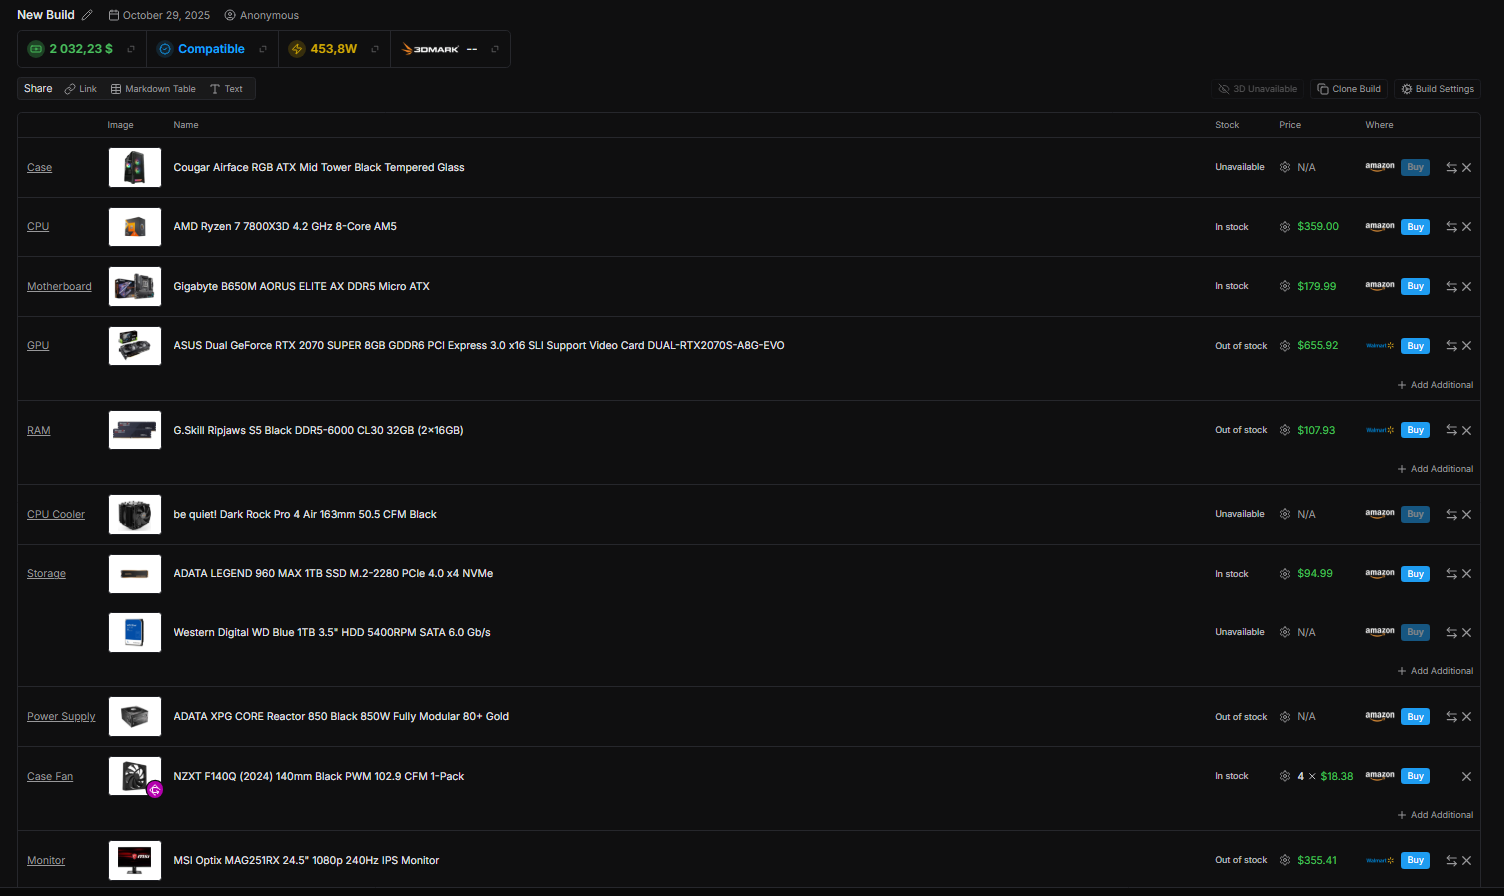 New Build October 29, 2025 Anonymous
2 032,23 $ Compatible 453,8W 3DMARK --
Share Link Markdown Table Text 3D Unavailable Clone Build Build Settings
Image Name Stock Price Where
Case Cougar Airface RGB ATX Mid Tower Black Tempered Glass Unavailable N/A amazon Buy
CPU AMD Ryzen 7 7800X3D 4.2 GHz 8-Core AM5 In stock $359.00 amazon Buy
Motherboard Gigabyte B650M AORUS ELITE AX DDR5 Micro ATX In stock $179.99 amazon Buy
GPU ASUS Dual GeForce RTX 2070 SUPER 8GB GDDR6 PCI Express 3.0 x16 SLI Support Video Card DUAL-RTX2070S-A8G-EVO Out of stock $655.92 Walmart Buy
+ Add Additional
RAM G.Skill Ripjaws S5 Black DDR5-6000 CL30 32GB (2x16GB) Out of stock $107.93 Walmart Buy
+ Add Additional
CPU Cooler be quiet! Dark Rock Pro 4 Air 163mm 50.5 CFM Black Unavailable N/A amazon Buy
Storage ADATA LEGEND 960 MAX 1TB SSD M.2-2280 PCIe 4.0 x4 NVMe In stock $94.99 amazon Buy
Western Digital WD Blue 1TB 3.5" HDD 5400RPM SATA 6.0 Gb/s Unavailable N/A amazon Buy
+ Add Additional
Power Supply ADATA XPG CORE Reactor 850 Black 850W Fully Modular 80+ Gold Out of stock N/A amazon Buy
Case Fan NZXT F140Q (2024) 140mm Black PWM 102.9 CFM 1-Pack In stock 4 × $18.38 amazon Buy
+ Add Additional
Monitor msi MSI Optix MAG251RX 24.5" 1080p 240Hz IPS Monitor Out of stock $355.41 Walmart Buy